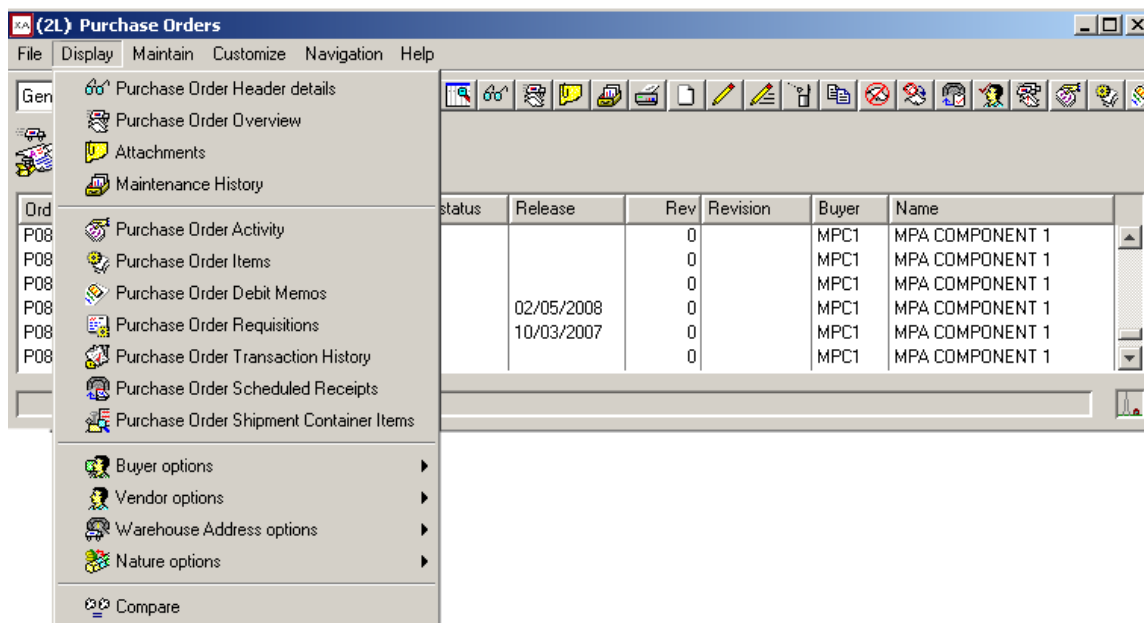 XA (2L) Purchase Orders
File Display Maintain Customize Navigation Help
Gen
Purchase Order Header details
Purchase Order Overview
Attachments
Maintenance History
Purchase Order Activity
Purchase Order Items
Purchase Order Debit Memos
Purchase Order Requisitions
Purchase Order Transaction History
Purchase Order Scheduled Receipts
Purchase Order Shipment Container Items
Buyer options
Vendor options
Warehouse Address options
Nature options
Compare
Ord status Release Rev Revision Buyer Name
P08 0 MPC1 MPA COMPONENT 1
P08 0 MPC1 MPA COMPONENT 1
P08 0 MPC1 MPA COMPONENT 1
P08 02/05/2008 0 MPC1 MPA COMPONENT 1
P08 10/03/2007 0 MPC1 MPA COMPONENT 1
P08 0 MPC1 MPA COMPONENT 1